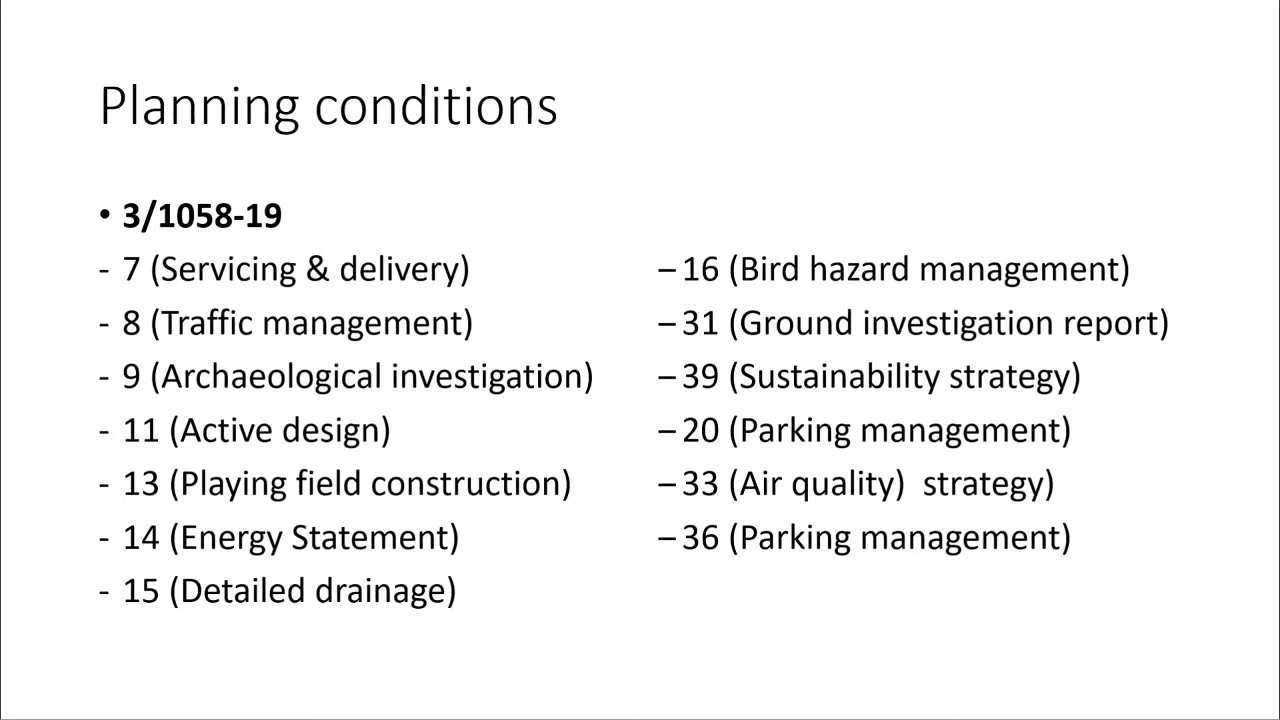 Planning conditions
• 3/1058-19
- 7 (Servicing & delivery)
- 8 (Traffic management)
- 9 (Archaeological investigation)
- 11 (Active design)
- 13 (Playing field construction)
- 14 (Energy Statement)
- 15 (Detailed drainage)
– 16 (Bird hazard management)
– 31 (Ground investigation report)
– 39 (Sustainability strategy)
– 20 (Parking management)
– 33 (Air quality)  strategy)
– 36 (Parking management)